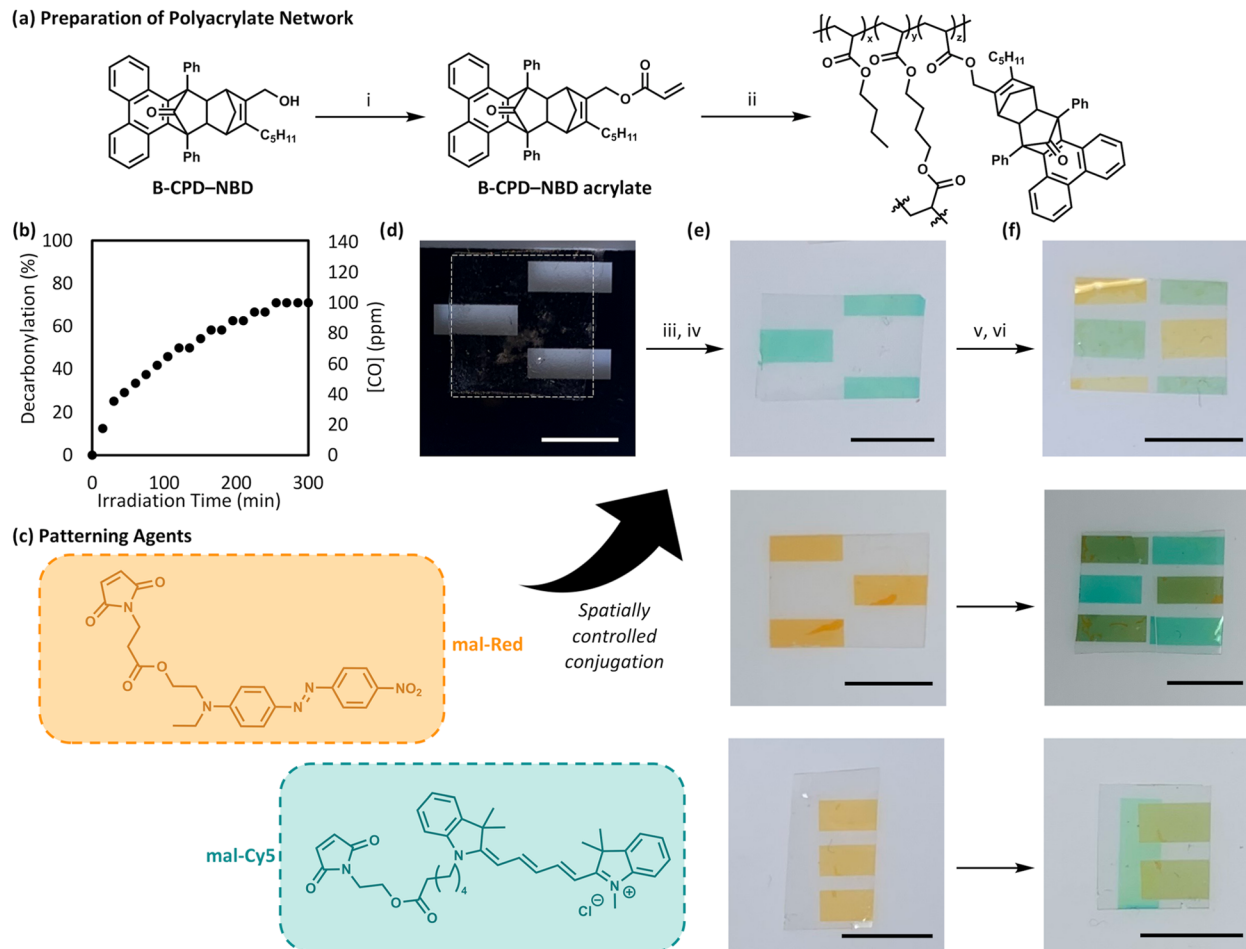 (a) Preparation of Polyacrylate Network
Ph
O
OH
C5H11
Ph
B-CPD–NBD
i
Ph
O
O
O
C5H11
Ph
B-CPD–NBD acrylate
ii
x
y
z
O
O
O
O
O
O
C5H11
O
O
Ph
Ph
O
(b)
100
80
60
40
20
0
Decarbonylation (%)
140
120
100
80
60
40
20
0
[CO] (ppm)
0
100
200
300
Irradiation Time (min)
(d)
iii, iv
(e)
v, vi
(f)
(c) Patterning Agents
O
N
O
O
O
N
N
N
NO2
mal-Red
Spatially
controlled
conjugation
mal-Cy5
O
N
O
O
O
4
N
N
⊕
Cl⊖